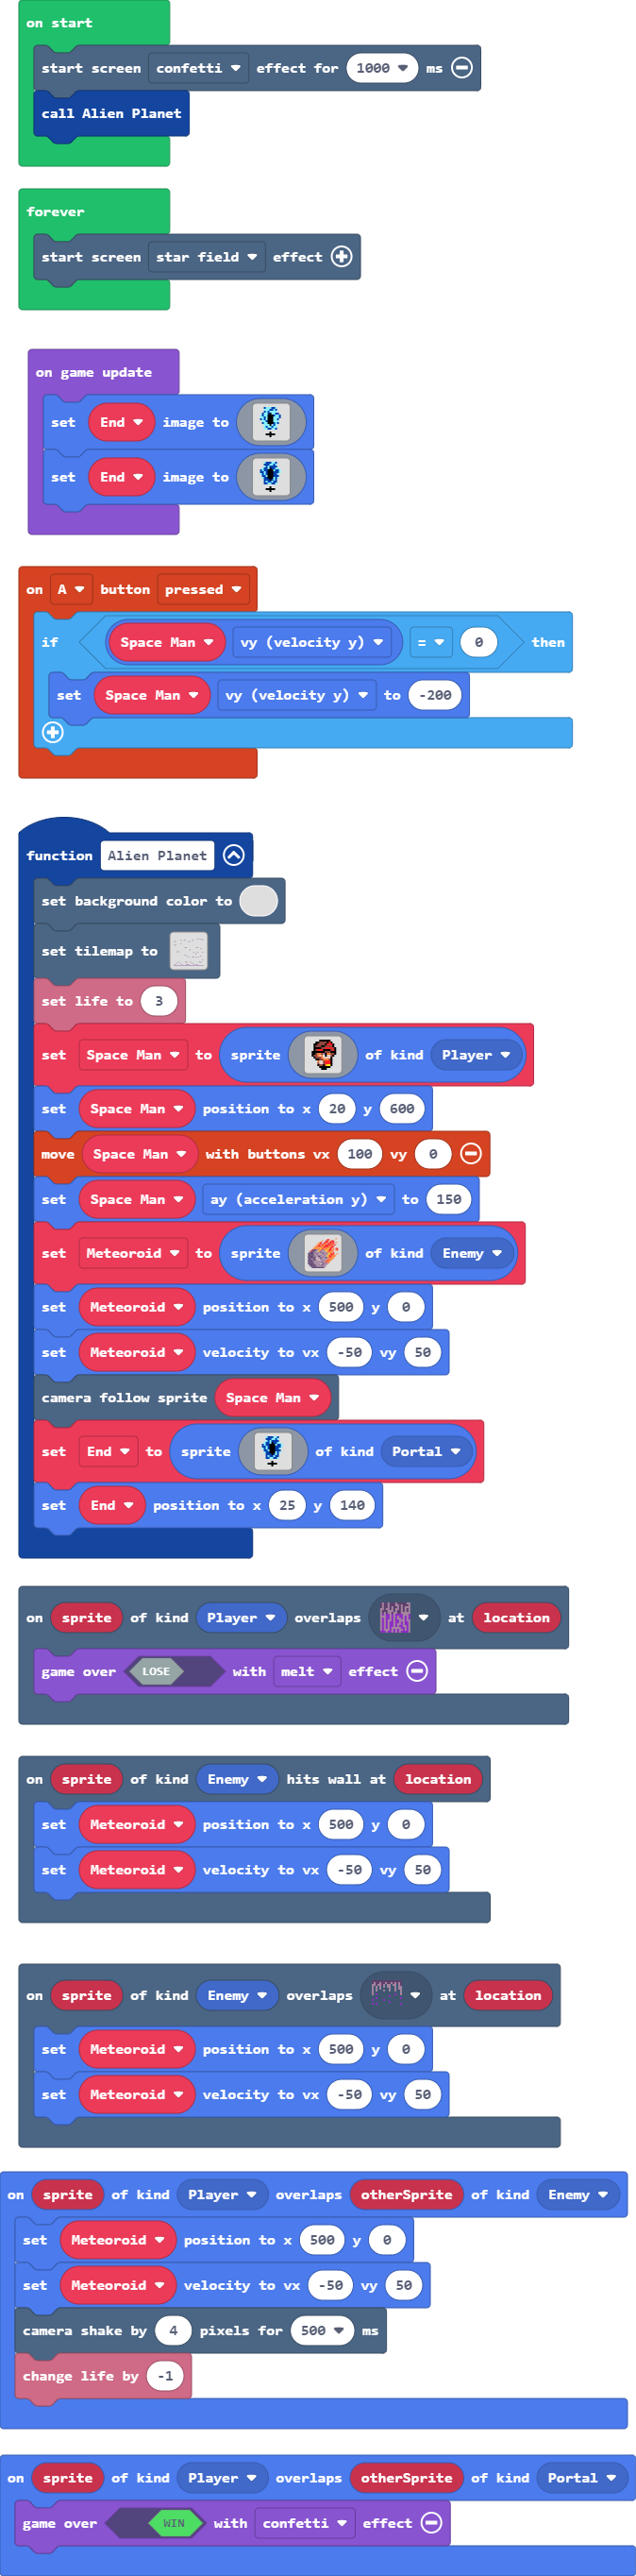 on start
start screen confetti effect for 1000 ms
call Alien Planet
forever
start screen star field effect
on game update
set End image to
set End image to
on A button pressed
if Space Man vy (velocity y) = 0 then
set Space Man vy (velocity y) to -200
function Alien Planet
set background color to
set tilemap to
set life to 3
set Space Man to sprite of kind Player
set Space Man position to x 20 y 600
move Space Man with buttons vx 100 vy 0
set Space Man ay (acceleration y) to 150
set Meteoroid to sprite of kind Enemy
set Meteoroid position to x 500 y 0
set Meteoroid velocity to vx -50 vy 50
camera follow sprite Space Man
set End to sprite of kind Portal
set End position to x 25 y 140
on sprite of kind Player overlaps at location
game over LOSE with melt effect
on sprite of kind Enemy hits wall at location
set Meteoroid position to x 500 y 0
set Meteoroid velocity to vx -50 vy 50
on sprite of kind Enemy overlaps at location
set Meteoroid position to x 500 y 0
set Meteoroid velocity to vx -50 vy 50
on sprite of kind Player overlaps otherSprite of kind Enemy
set Meteoroid position to x 500 y 0
set Meteoroid velocity to vx -50 vy 50
camera shake by 4 pixels for 500 ms
change life by -1
on sprite of kind Player overlaps otherSprite of kind Portal
game over WIN with confetti effect